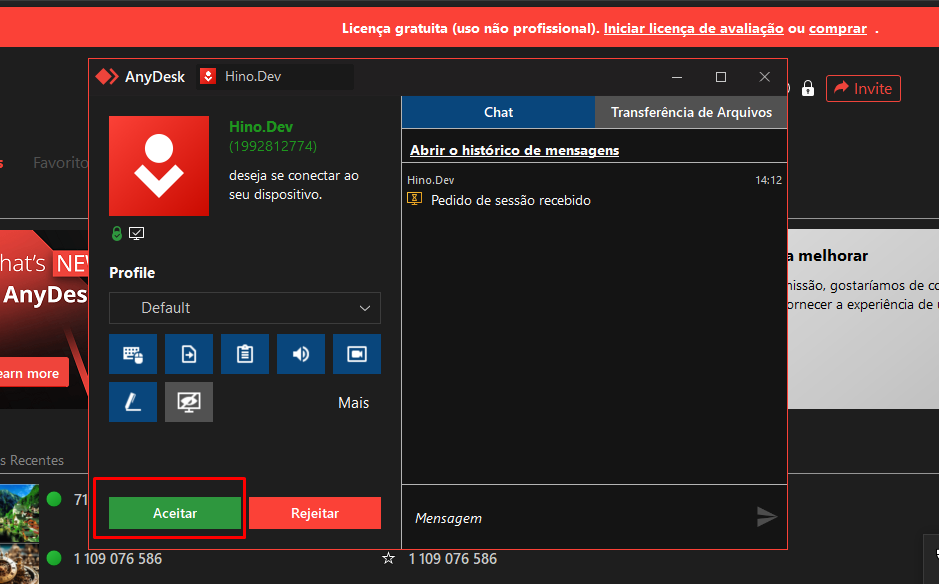 Licença gratuita (uso não profissional). Iniciar licença de avaliação ou comprar .
AnyDesk
Hino.Dev
Invite
Chat
Transferência de Arquivos
Hino.Dev
(1992812774)
deseja se conectar ao
seu dispositivo.
Abrir o histórico de mensagens
Hino.Dev
14:12
Pedido de sessão recebido
Favorito
hat's NE
AnyDes
earn more
Profile
Default
Mais
a melhorar
nissão, gostaríamos de co
ornecer a experiência de
s Recentes
71
Aceitar
Rejeitar
Mensagem
1 109 076 586
1 109 076 586